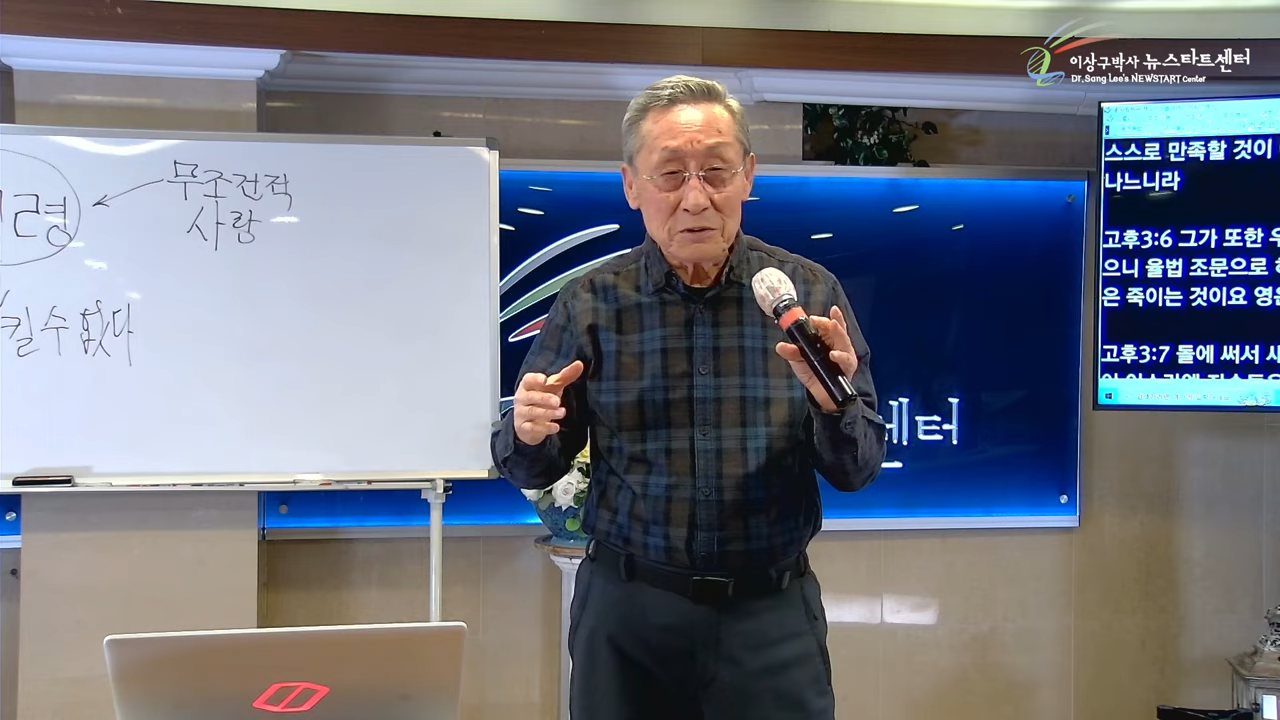 이상구박사 뉴스타트센터
Dr. Sang Lee's NEWSTART Center
무조건적
사랑
령
킬 수 없다
스스로 만족할 것이
나느니라
고후3:6 그가 또한
으니 율법 조문으로
은 죽이는 것이요 영은
고후3:7 돌에 써서
센터